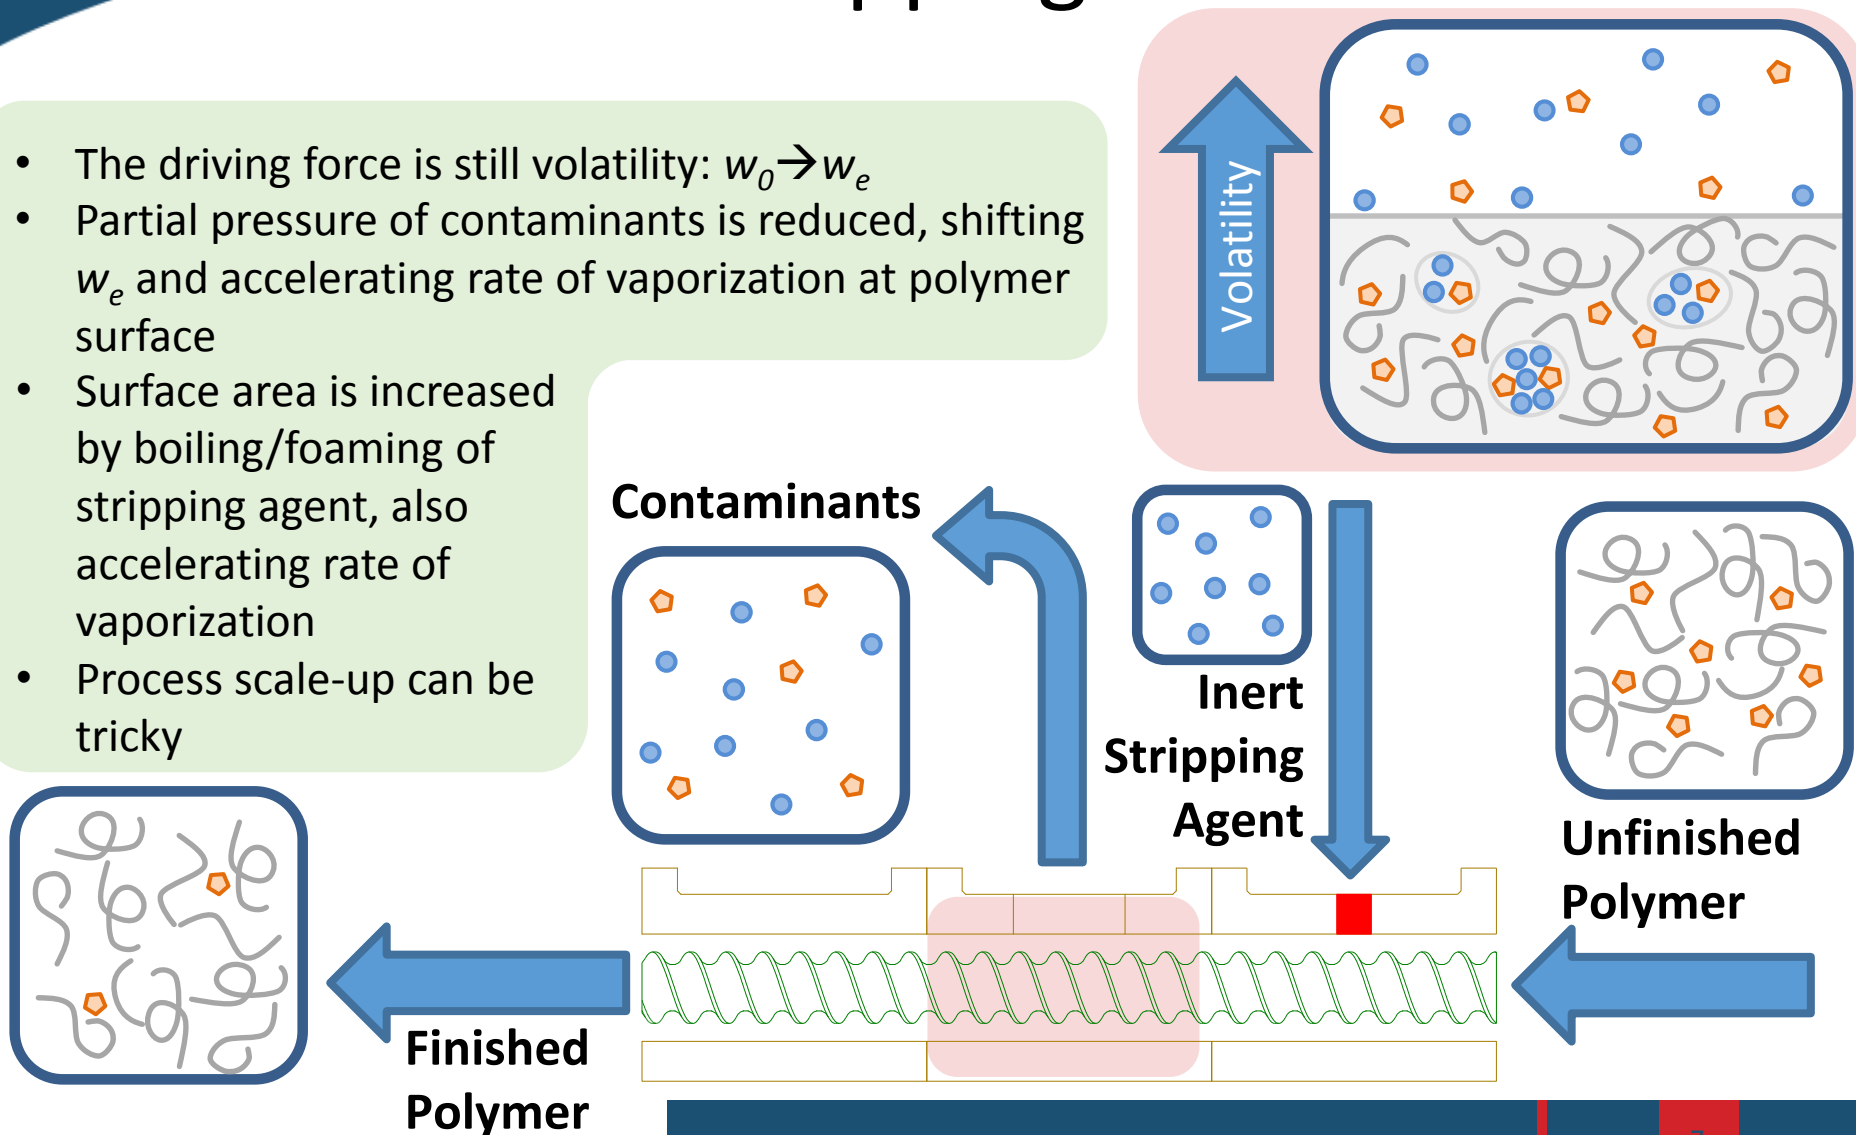 • The driving force is still volatility: w₀→wₑ
• Partial pressure of contaminants is reduced, shifting
wₑ and accelerating rate of vaporization at polymer
surface
• Surface area is increased
by boiling/foaming of
stripping agent, also
accelerating rate of
vaporization
• Process scale-up can be
tricky
Volatility
Contaminants
Inert
Stripping
Agent
Unfinished
Polymer
Finished
Polymer